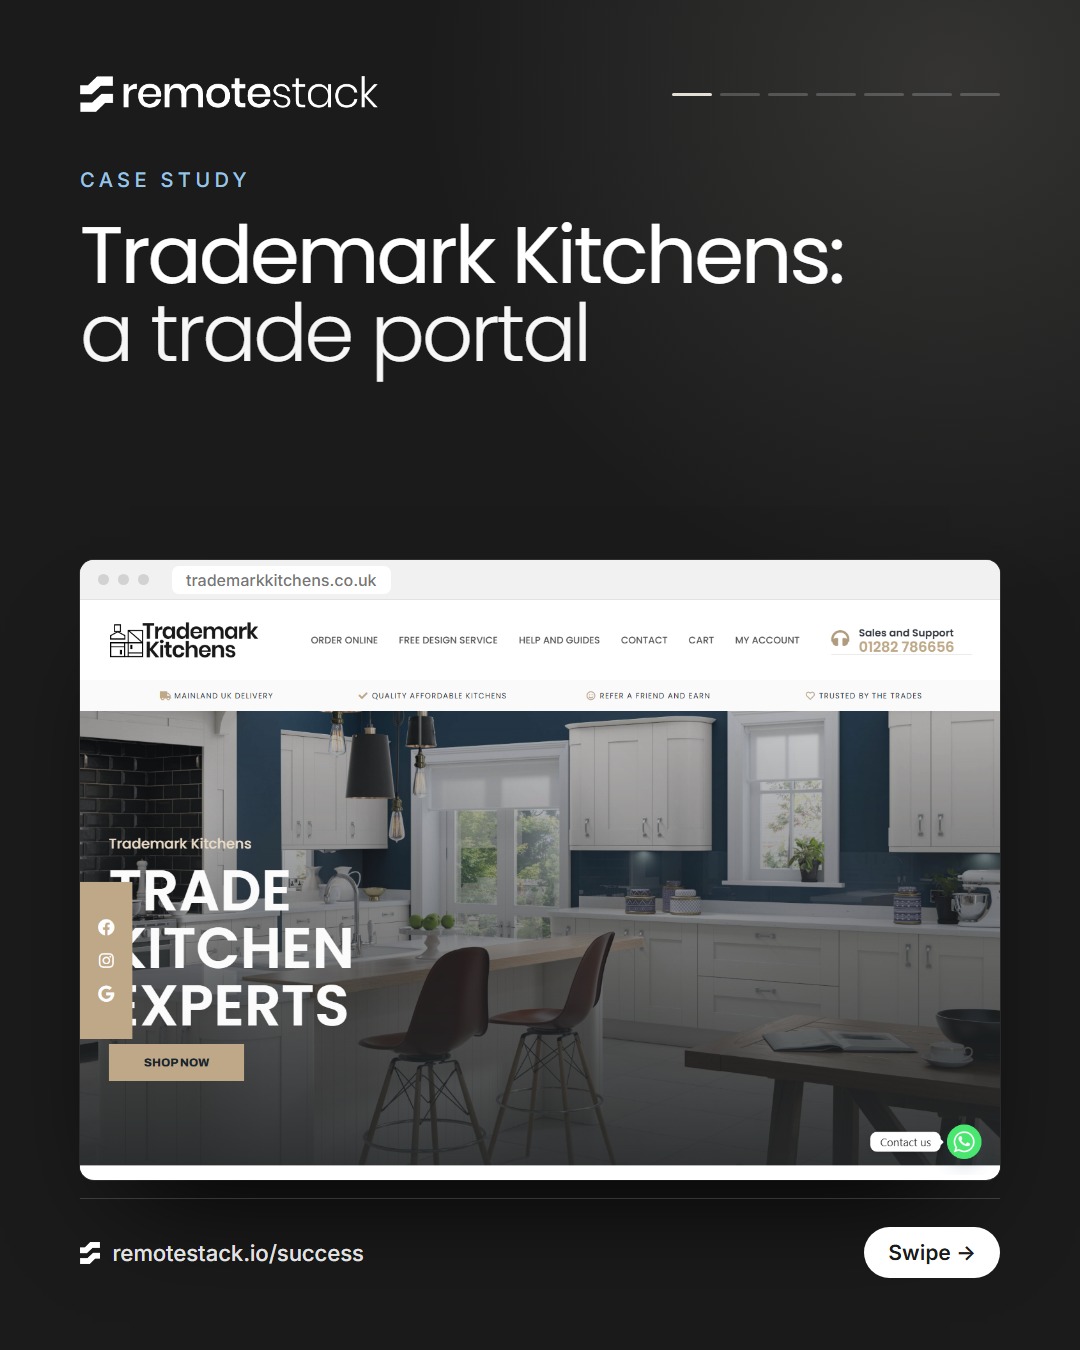 remotestack
CASE STUDY
Trademark Kitchens:
a trade portal
trademarkkitchens.co.uk
Trademark
Kitchens
ORDER ONLINE FREE DESIGN SERVICE HELP AND GUIDES CONTACT CART MY ACCOUNT
Sales and Support
01282 786656
MAINLAND UK DELIVERY QUALITY AFFORDABLE KITCHENS REFER A FRIEND AND EARN TRUSTED BY THE TRADES
Trademark Kitchens
TRADE
KITCHEN
EXPERTS
SHOP NOW
Contact us
remotestack.io/success
Swipe →